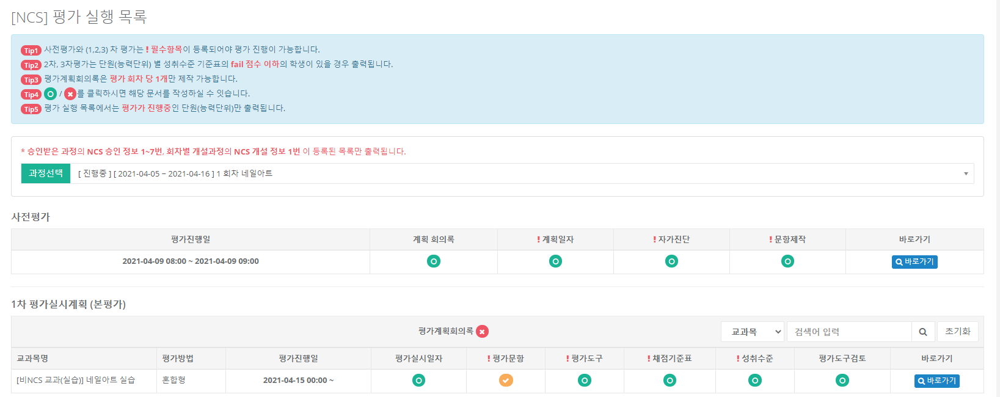 [NCS] 평가 실행 목록
Tip1 사전평가와 (1,2,3) 차 평가는 ! 필수항목이 등록되어야 평가 진행이 가능합니다.
Tip2 2차, 3차평가는 단원(능력단위) 별 성취수준 기준표의 fail 점수 이하의 학생이 있을 경우 출력됩니다.
Tip3 평가계획회의록은 평가 회차 당 1개만 제작 가능합니다.
Tip4 / 를 클릭하시면 해당 문서를 작성하실 수 잇습니다.
Tip5 평가 실행 목록에서는 평가가 진행중인 단원(능력단위)만 출력됩니다.
* 승인받은 과정의 NCS 승인 정보 1~7번, 회차별 개설과정의 NCS 개설 정보 1번 이 등록된 목록만 출력됩니다.
과정선택 [ 진행중 ] [ 2021-04-05 ~ 2021-04-16 ] 1 회차 네일아트
사전평가
평가진행일 계획 회의록 ! 계획일자 ! 자가진단 ! 문항제작 바로가기
2021-04-09 08:00 ~ 2021-04-09 09:00 바로가기
1차 평가실시계획 (본평가)
평가계획회의록 교과목 검색어 입력 초기화
교과목명 평가방법 평가진행일 평가실시일자 ! 평가문항 ! 평가도구 ! 채점기준표 ! 성취수준 평가도구검토 바로가기
[비NCS 교과(실습)] 네일아트 실습 혼합형 2021-04-15 00:00 ~ 바로가기